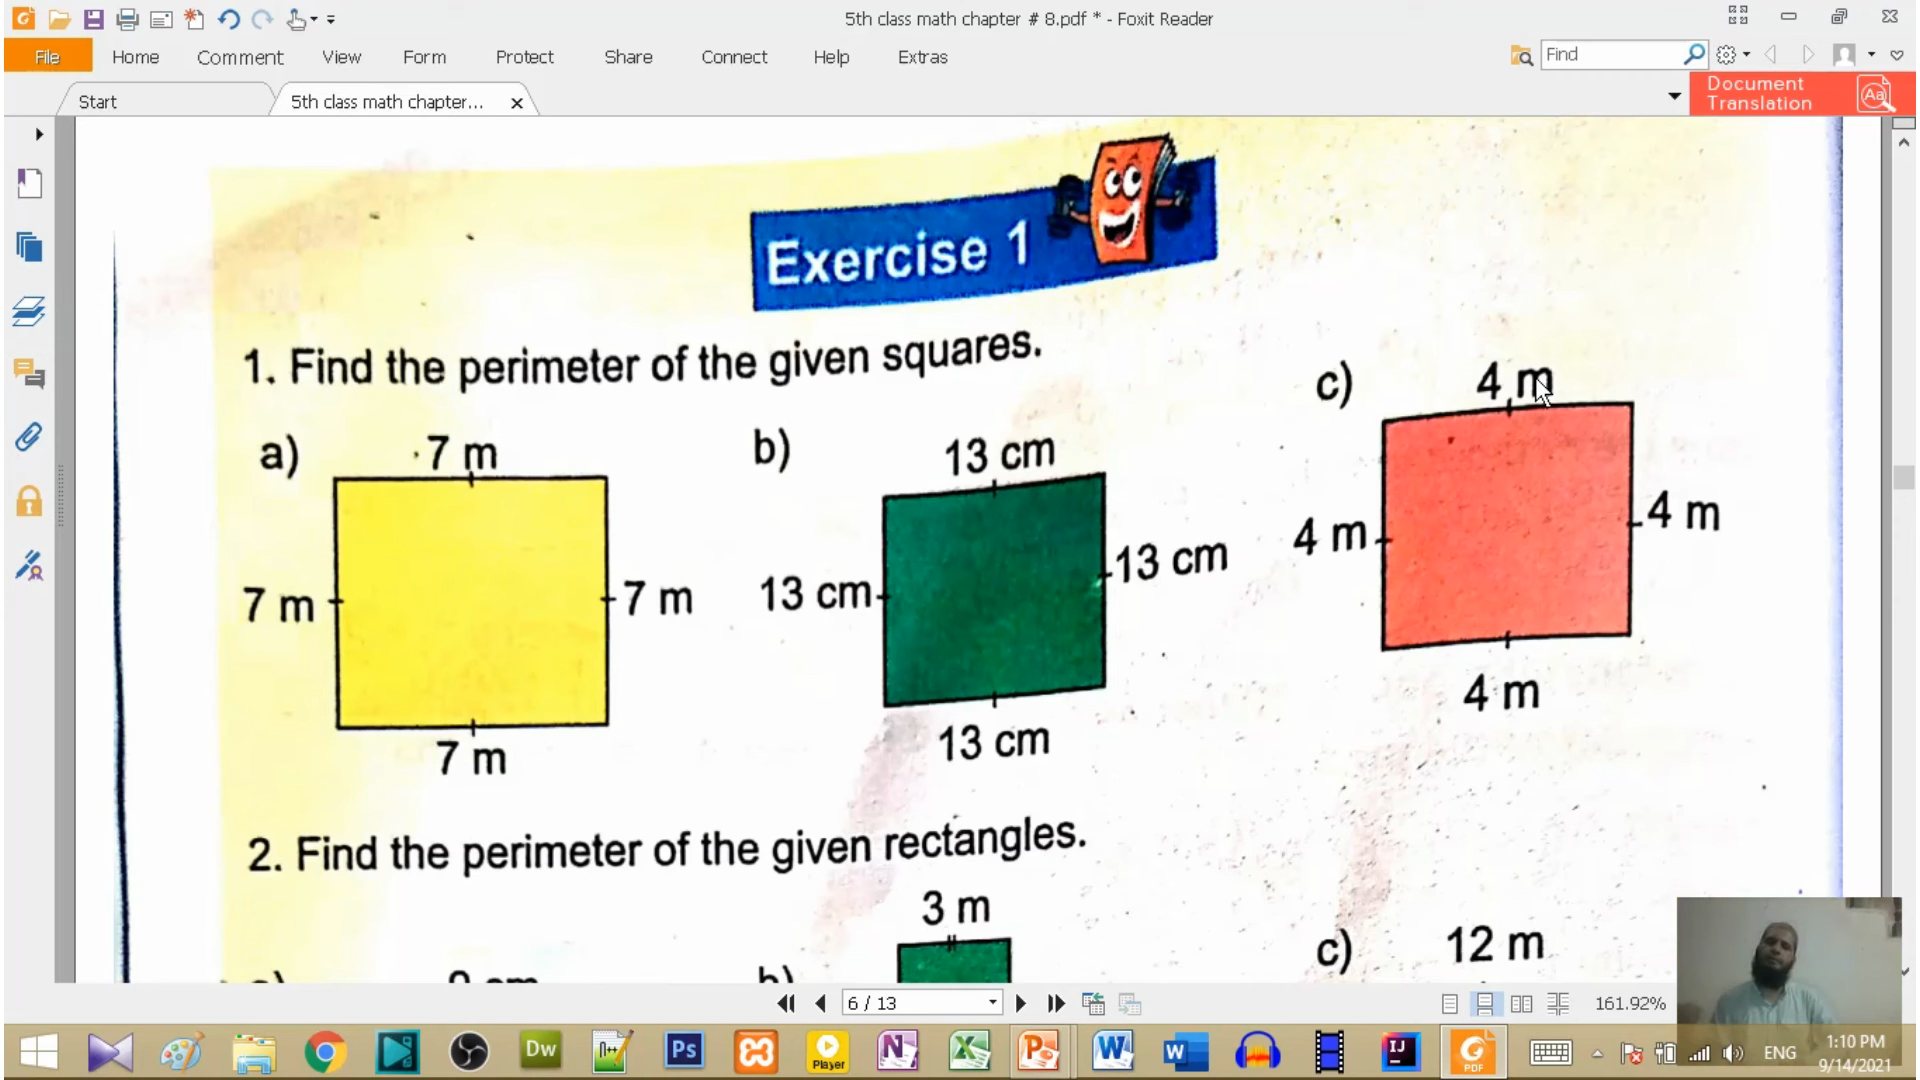 5th class math chapter # 8.pdf * - Foxit Reader
File Home Comment View Form Protect Share Connect Help Extras
Find
Start
5th class math chapter...
Document
Translation
Exercise 1
1. Find the perimeter of the given squares.
a)
7 m
7 m
7 m
7 m
b)
13 cm
13 cm
13 cm
13 cm
c)
4 m
4 m
4 m
4 m
2. Find the perimeter of the given rectangles.
3 m
b)
c)
12 m
6 / 13
161.92%
Dw
n++
Ps
Player
N
X
P
W
W
IJ
PDF
ENG
1:10 PM
9/14/2021